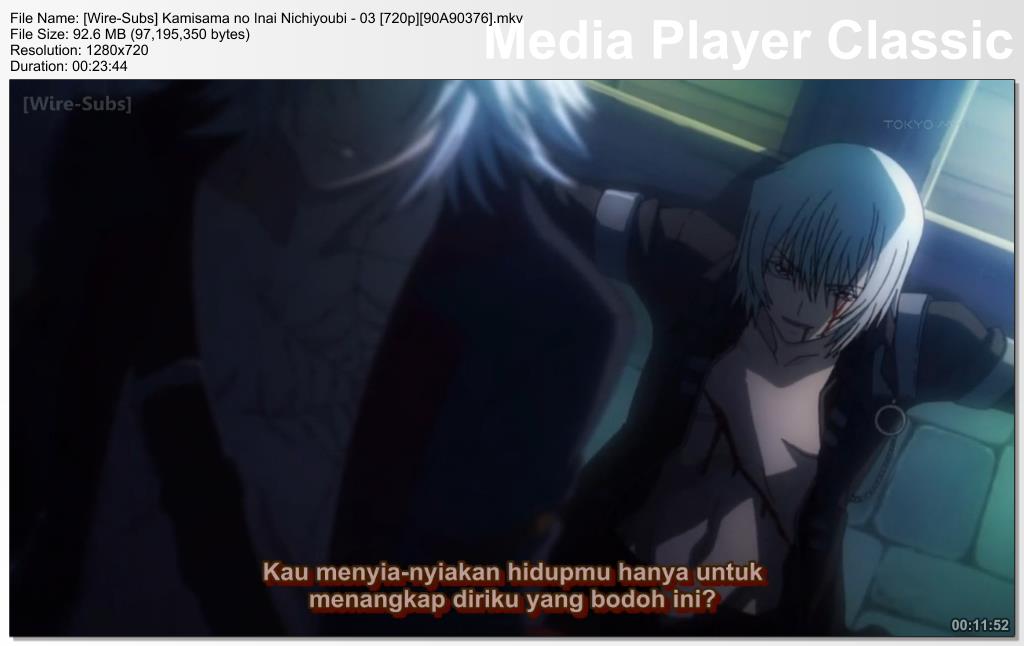 File Name: [Wire-Subs] Kamisama no Inai Nichiyoubi - 03 [720p][90A90376].mkv
File Size: 92.6 MB (97,195,350 bytes)
Resolution: 1280x720
Duration: 00:23:44
Media Player Classic
[Wire-Subs]
TOKYO
Kau menyia-nyiakan hidupmu hanya untuk
menangkap diriku yang bodoh ini?
00:11:52